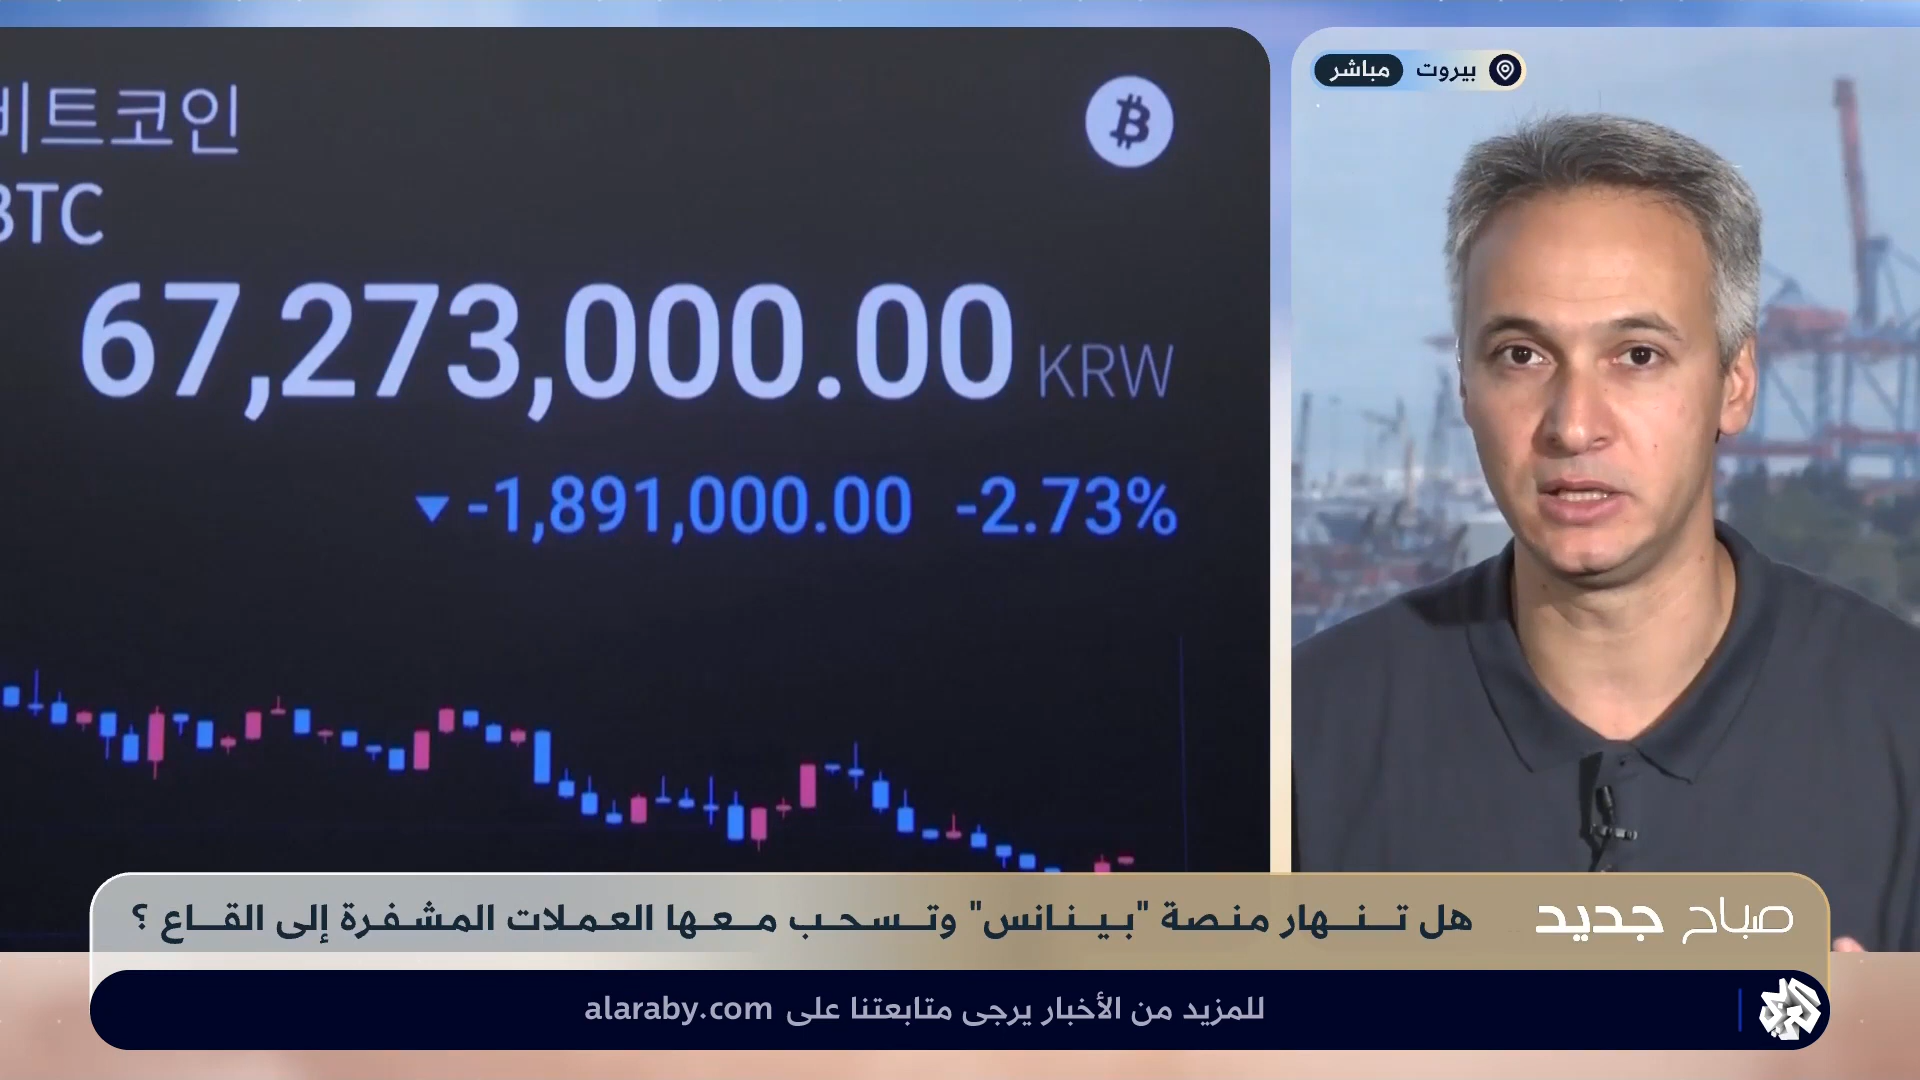 비트코인
BTC
67,273,000.00 KRW
-1,891,000.00 -2.73%
بيروت مباشر
صباح جديد
هل تنهار منصة "بينانس" وتسحب معها العملات المشفرة إلى القاع ؟
للمزيد من الأخبار يرجى متابعتنا على alaraby.com
العربي